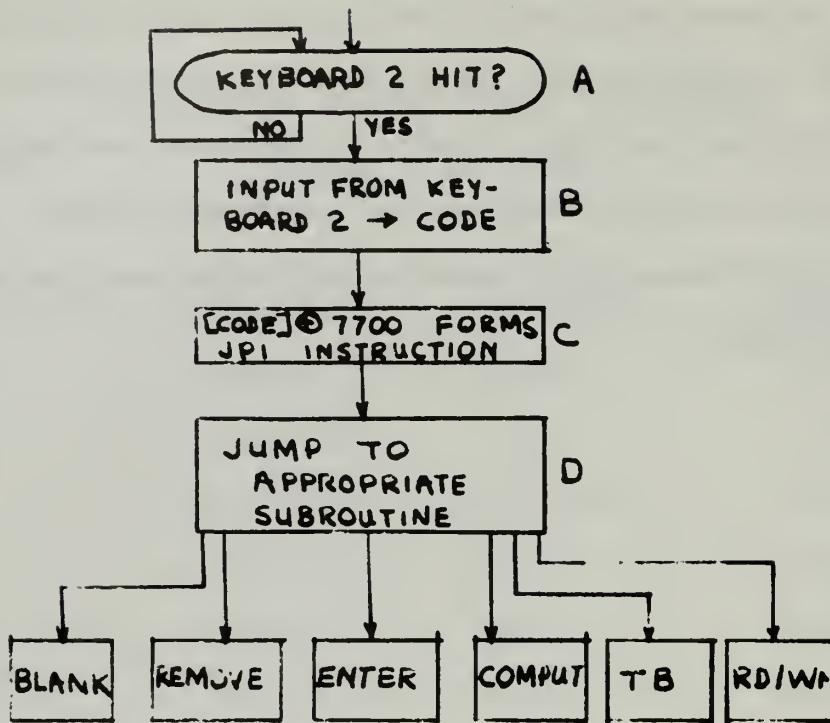 KEYBOARD 2 HIT?
A
NO
YES
INPUT FROM KEY-
BOARD 2 → CODE
B
[CODE] ⊕ 7700 FORMS
JPI INSTRUCTION
C
JUMP TO
APPROPRIATE
SUBROUTINE
D
BLANK
REMOVE
ENTER
COMPUT
TB
RD/WR